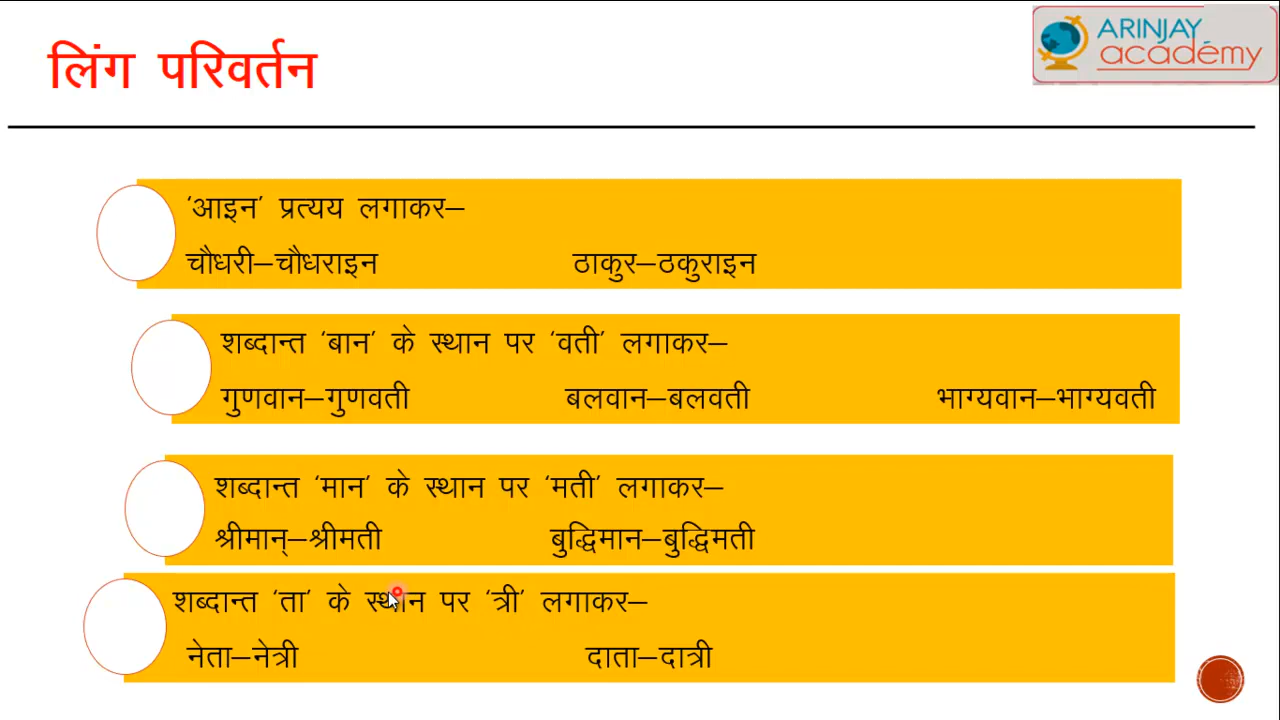 लिंग परिवर्तन
ARINJAY
académy
'आइन' प्रत्यय लगाकर–
चौधरी–चौधराइन ठाकुर–ठकुराइन
शब्दान्त 'बान' के स्थान पर 'वती' लगाकर–
गुणवान–गुणवती बलवान–बलवती भाग्यवान–भाग्यवती
शब्दान्त 'मान' के स्थान पर 'मती' लगाकर–
श्रीमान्–श्रीमती बुद्धिमान–बुद्धिमती
शब्दान्त 'ता' के स्थान पर 'त्री' लगाकर–
नेता–नेत्री दाता–दात्री